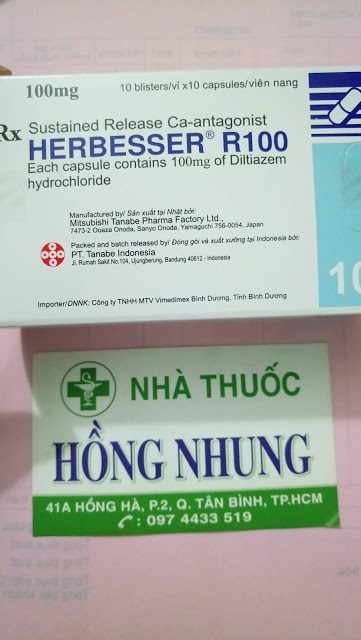 100mg
10 blisters/vỉ x10 capsules/viên nang
Rx Sustained Release Ca-antagonist
HERBESSER® R100
Each capsule contains 100mg of Diltiazem
hydrochloride
Manufactured by/ Sản xuất tại Nhật bởi:
Mitsubishi Tanabe Pharma Factory Ltd.,
7473-2 Ooaza Onoda, Sanyo Onoda, Yamaguchi 756-0054, Japan
Packed and batch released by/ Đóng gói và xuất xưởng tại Indonesia bởi:
PT. Tanabe Indonesia
Jl. Rumah Sakit No.104, Ujungberung, Bandung 40612 - Indonesia
10
Importer/DNNK: Công ty TNHH MTV Vimedimex Bình Dương, Tỉnh Bình Dương
NHÀ THUỐC
HỒNG NHUNG
41A HỒNG HÀ, P.2, Q. TÂN BÌNH, TP.HCM
: 097 4433 519